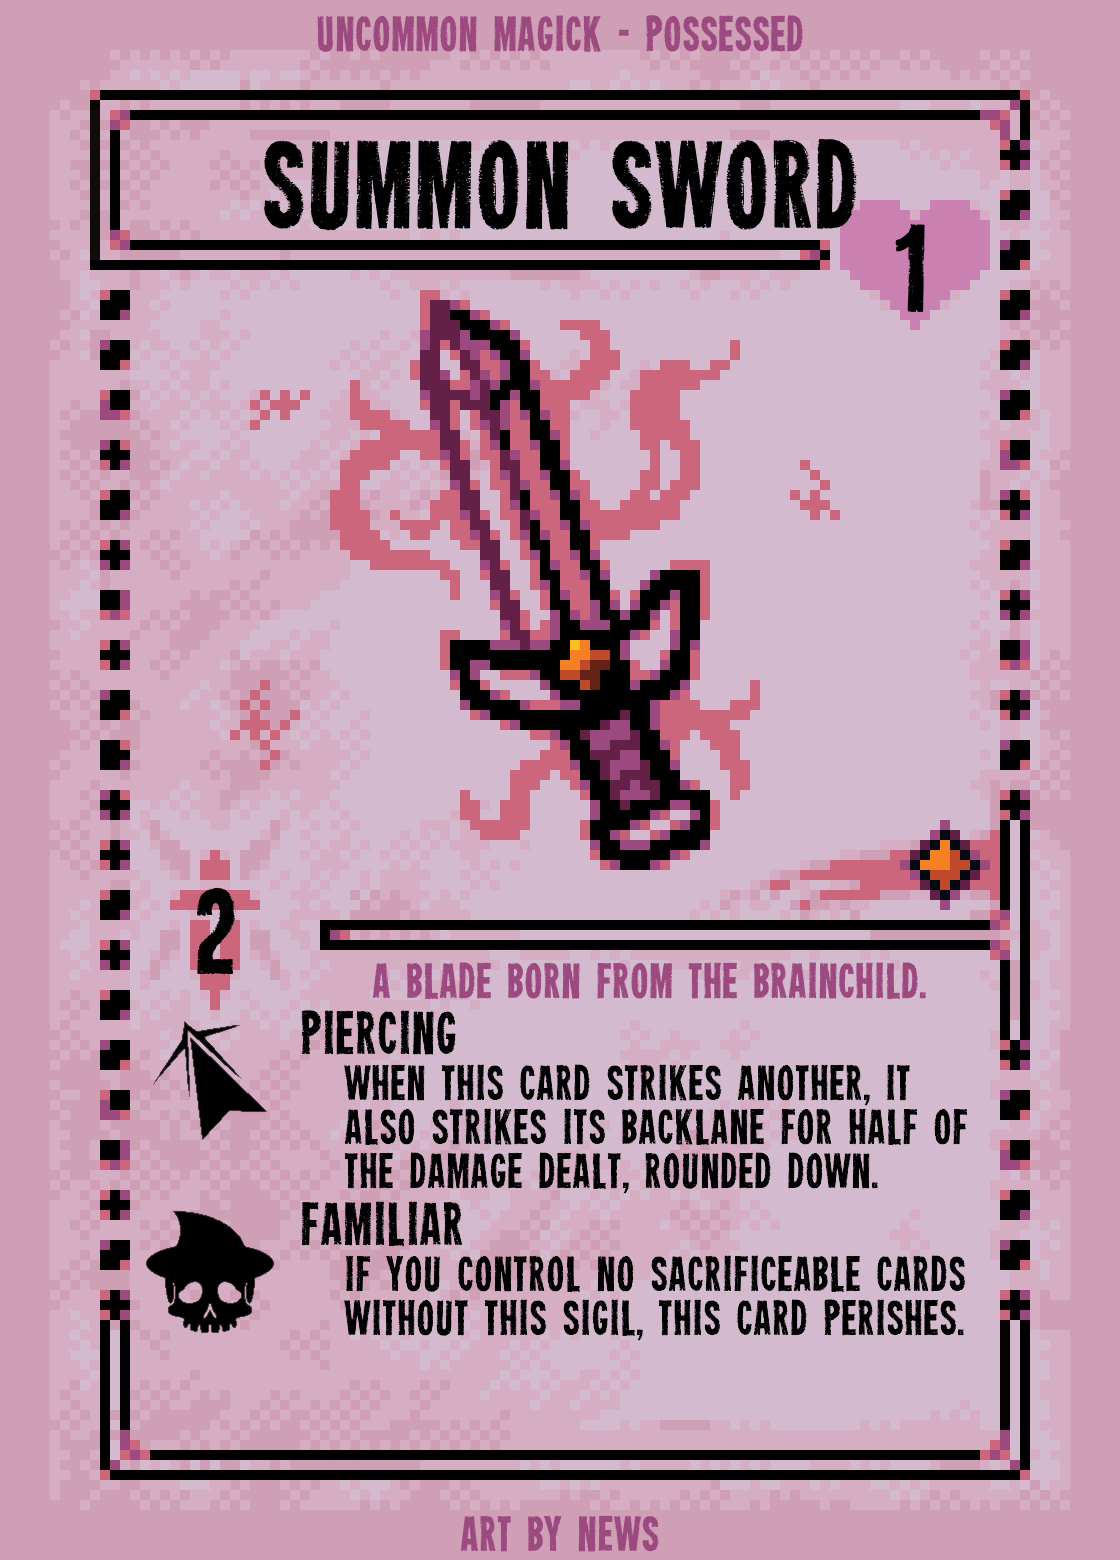 UNCOMMON MAGICK - POSSESSED
SUMMON SWORD
1
2
A BLADE BORN FROM THE BRAINCHILD.
PIERCING
WHEN THIS CARD STRIKES ANOTHER, IT
ALSO STRIKES ITS BACKLANE FOR HALF OF
THE DAMAGE DEALT, ROUNDED DOWN.
FAMILIAR
IF YOU CONTROL NO SACRIFICEABLE CARDS
WITHOUT THIS SIGIL, THIS CARD PERISHES.
ART BY NEWS